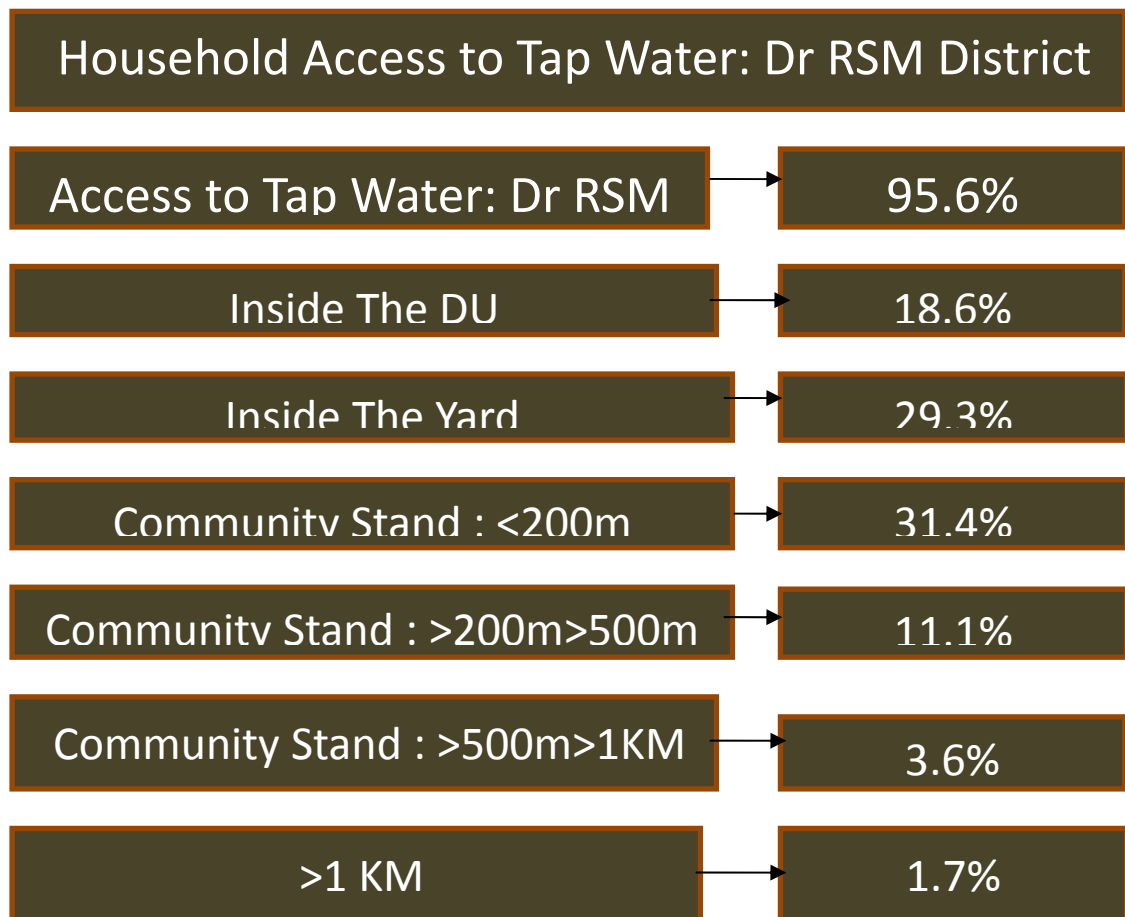 Household Access to Tap Water: Dr RSM District
Access to Tap Water: Dr RSM 95.6%
Inside The DU 18.6%
Inside The Yard 29.3%
Community Stand : <200m 31.4%
Community Stand : >200m>500m 11.1%
Community Stand : >500m>1KM 3.6%
>1 KM 1.7%